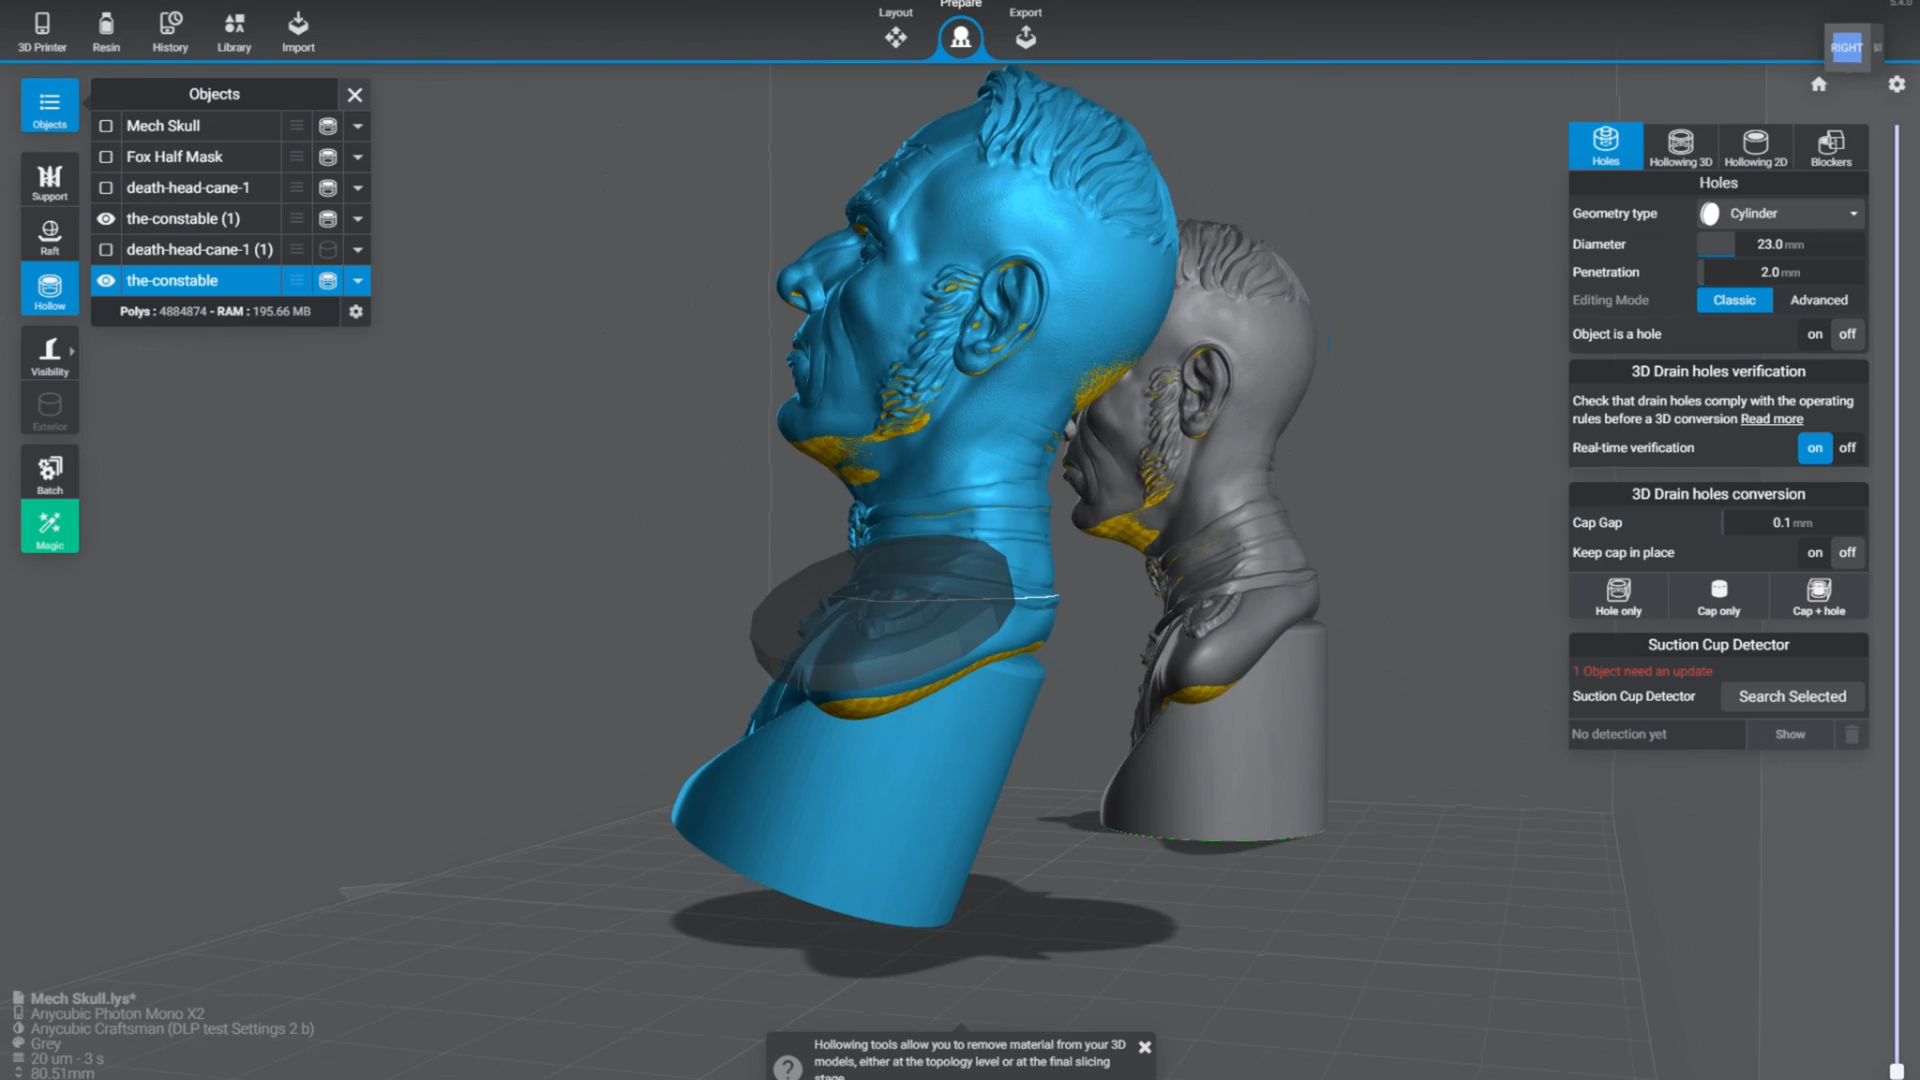 5.4.0
3D Printer
Resin
History
Library
Import
Layout
Prepare
Export
RIGHT
Objects
Objects
Mech Skull
Fox Half Mask
death-head-cane-1
the-constable (1)
death-head-cane-1 (1)
the-constable
Polys : 4884874 - RAM : 195.66 MB
Support
Raft
Hollow
Visibility
Exterior
Batch
Magic
Holes
Hollowing 3D
Hollowing 2D
Blockers
Holes
Geometry type
Cylinder
Diameter
23.0 mm
Penetration
2.0 mm
Editing Mode
Classic
Advanced
Object is a hole
on
off
3D Drain holes verification
Check that drain holes comply with the operating
rules before a 3D conversion Read more
Real-time verification
on
off
3D Drain holes conversion
Cap Gap
0.1 mm
Keep cap in place
on
off
Hole only
Cap only
Cap + hole
Suction Cup Detector
1 Object need an update
Suction Cup Detector
Search Selected
No detection yet
Show
Mech Skull.lys*
Anycubic Photon Mono X2
Anycubic Craftsman (DLP test Settings 2 b)
Grey
20 um - 3 s
80.51mm
Hollowing tools allow you to remove material from your 3D
models, either at the topology level or at the final slicing
stage